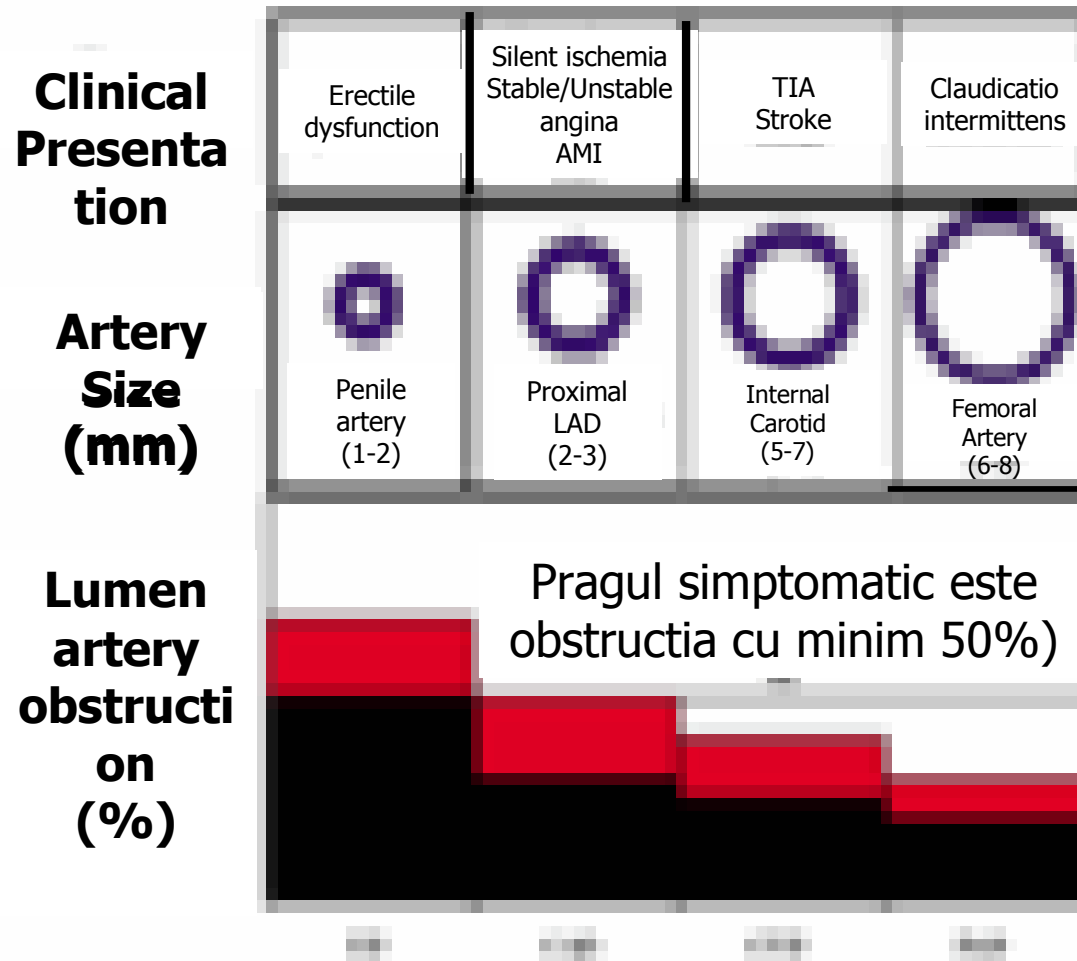 Clinical
Presenta
tion
Erectile
dysfunction
Silent ischemia
Stable/Unstable
angina
AMI
TIA
Stroke
Claudicatio
intermittens
Artery
Size
(mm)
Penile
artery
(1-2)
Proximal
LAD
(2-3)
Internal
Carotid
(5-7)
Femoral
Artery
(6-8)
Lumen
artery
obstructi
on
(%)
Pragul simptomatic este
obstructia cu minim 50%)